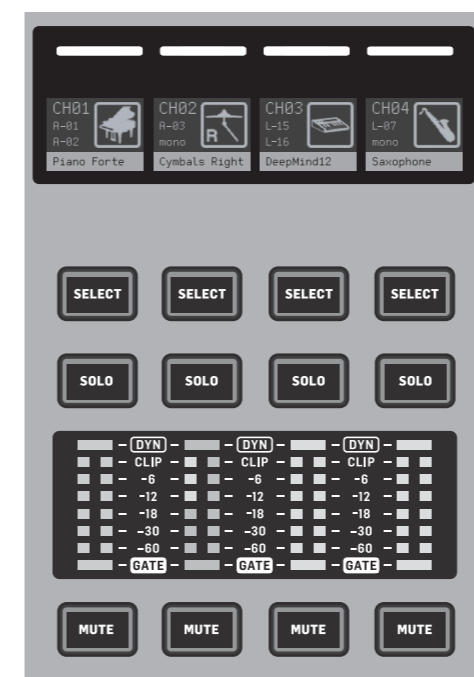 CH01 CH02 CH03 CH04
A-01 A-03 L-15 L-07
A-02 mono L-16 mono
R
Piano Forte Cymbals Right DeepMind12 Saxophone
SELECT SELECT SELECT SELECT
SOLO SOLO SOLO SOLO
DYN DYN DYN
CLIP CLIP CLIP
-6 -6 -6
-12 -12 -12
-18 -18 -18
-30 -30 -30
-60 -60 -60
GATE GATE GATE
MUTE MUTE MUTE MUTE